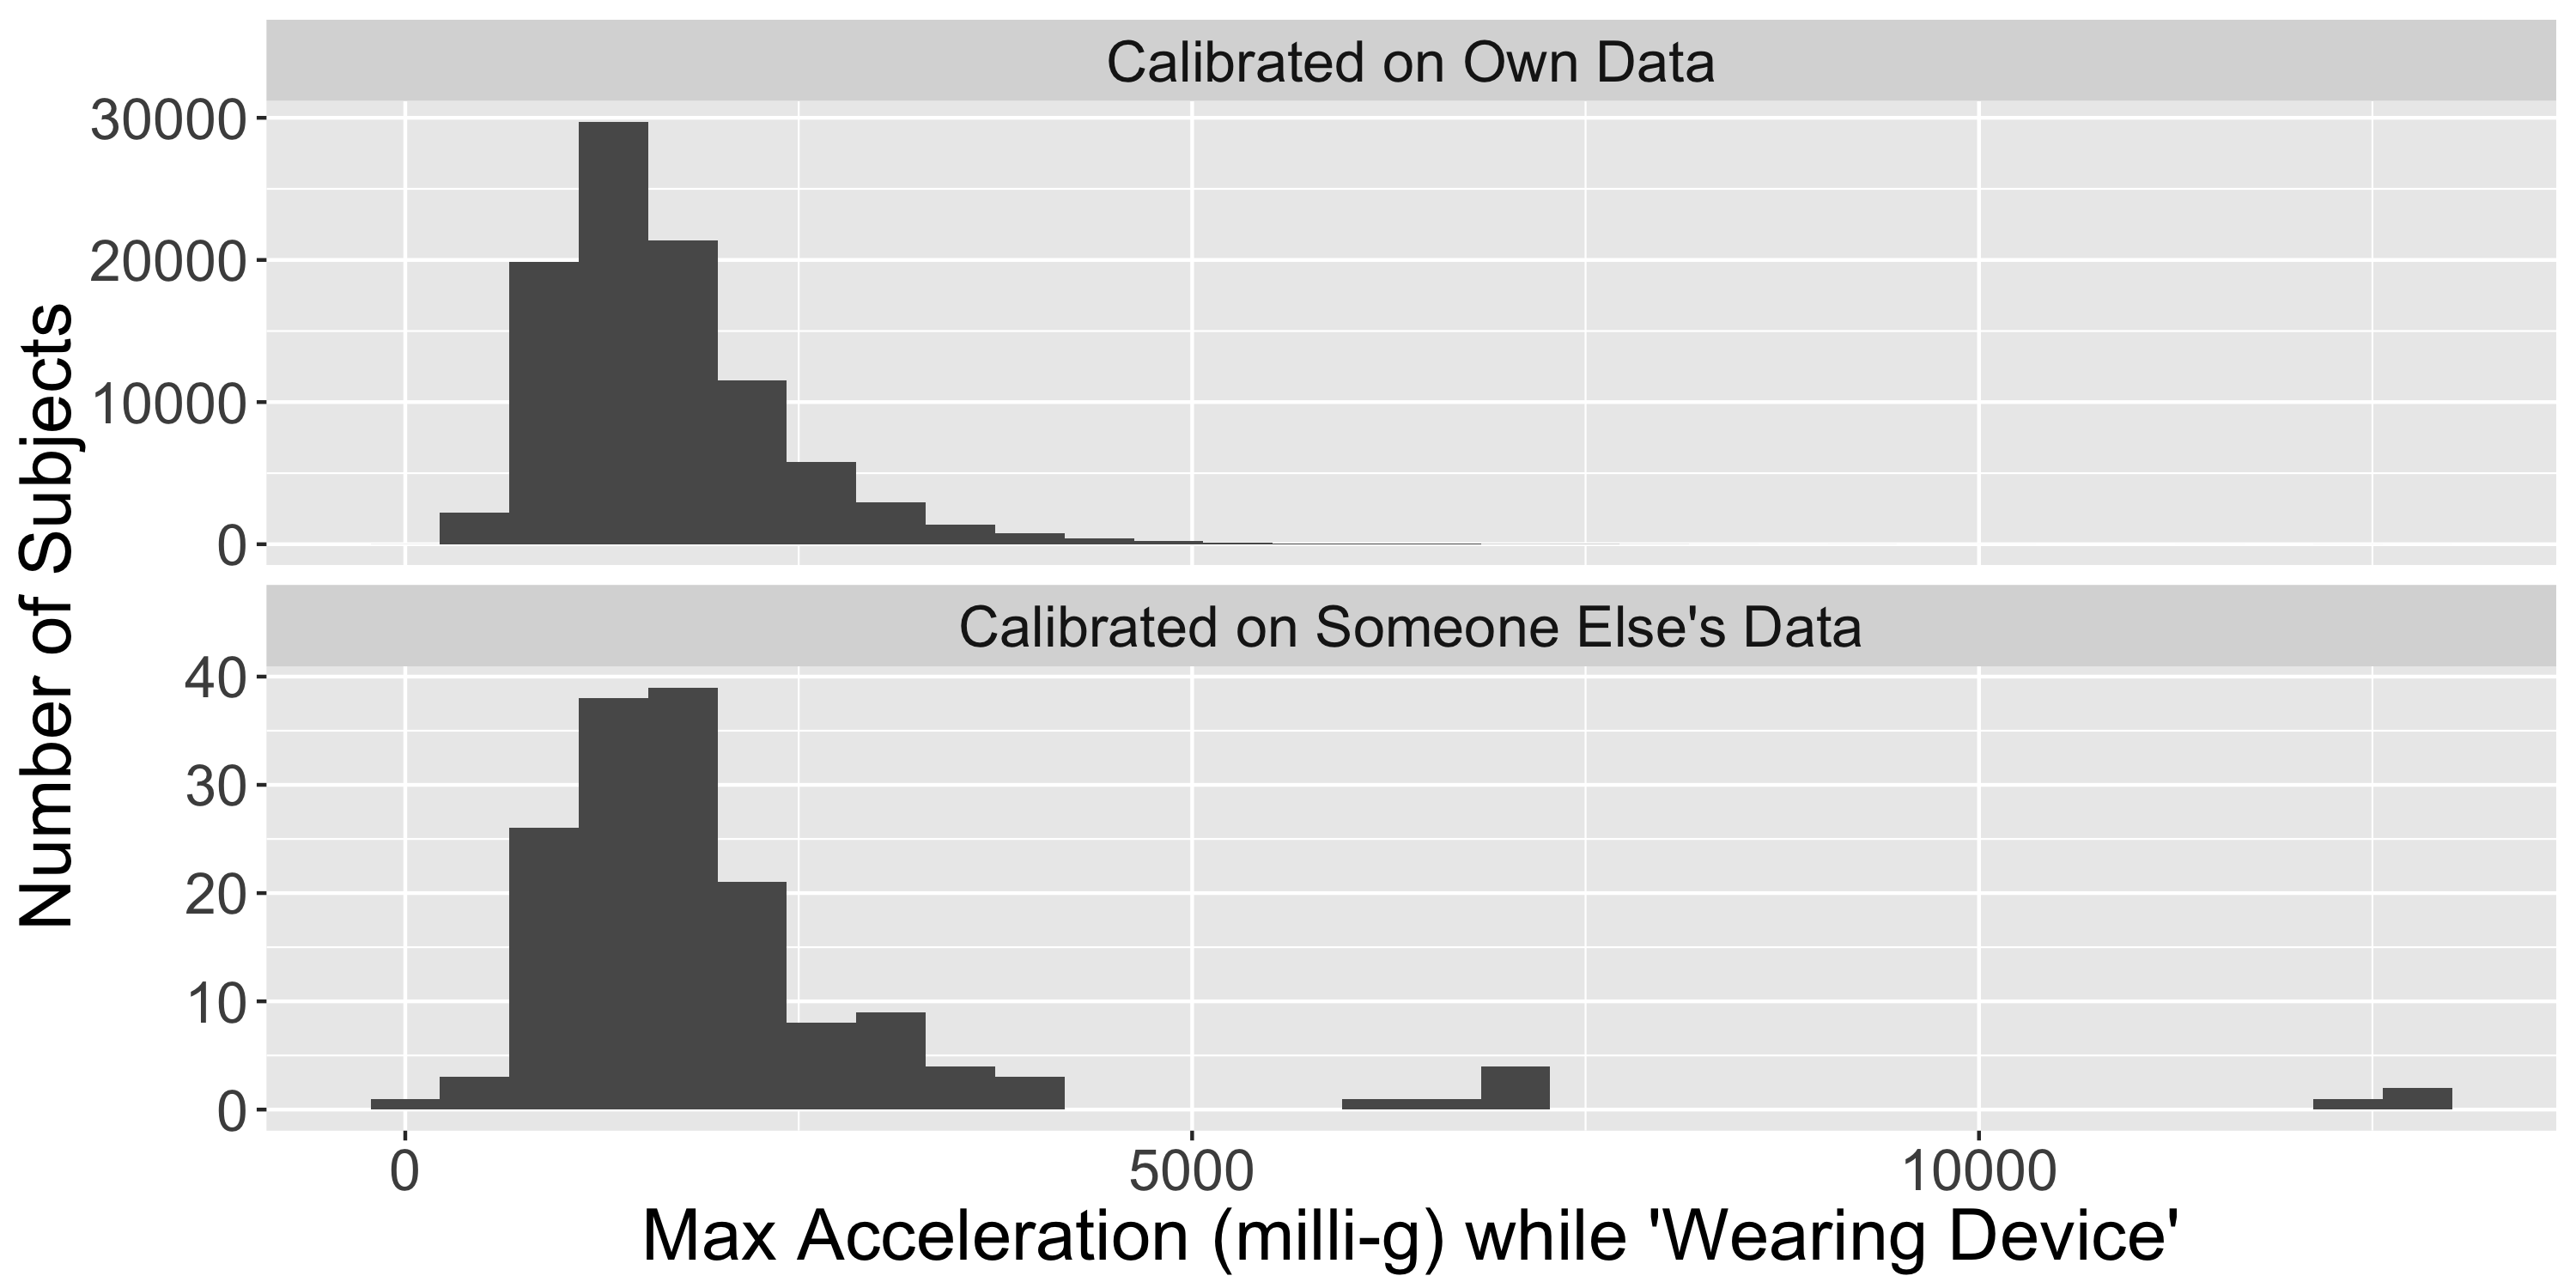 Calibrated on Own Data
30000
20000
10000
0
Number of Subjects
Calibrated on Someone Else's Data
40
30
20
10
0
0 5000 10000
Max Acceleration (milli-g) while 'Wearing Device'